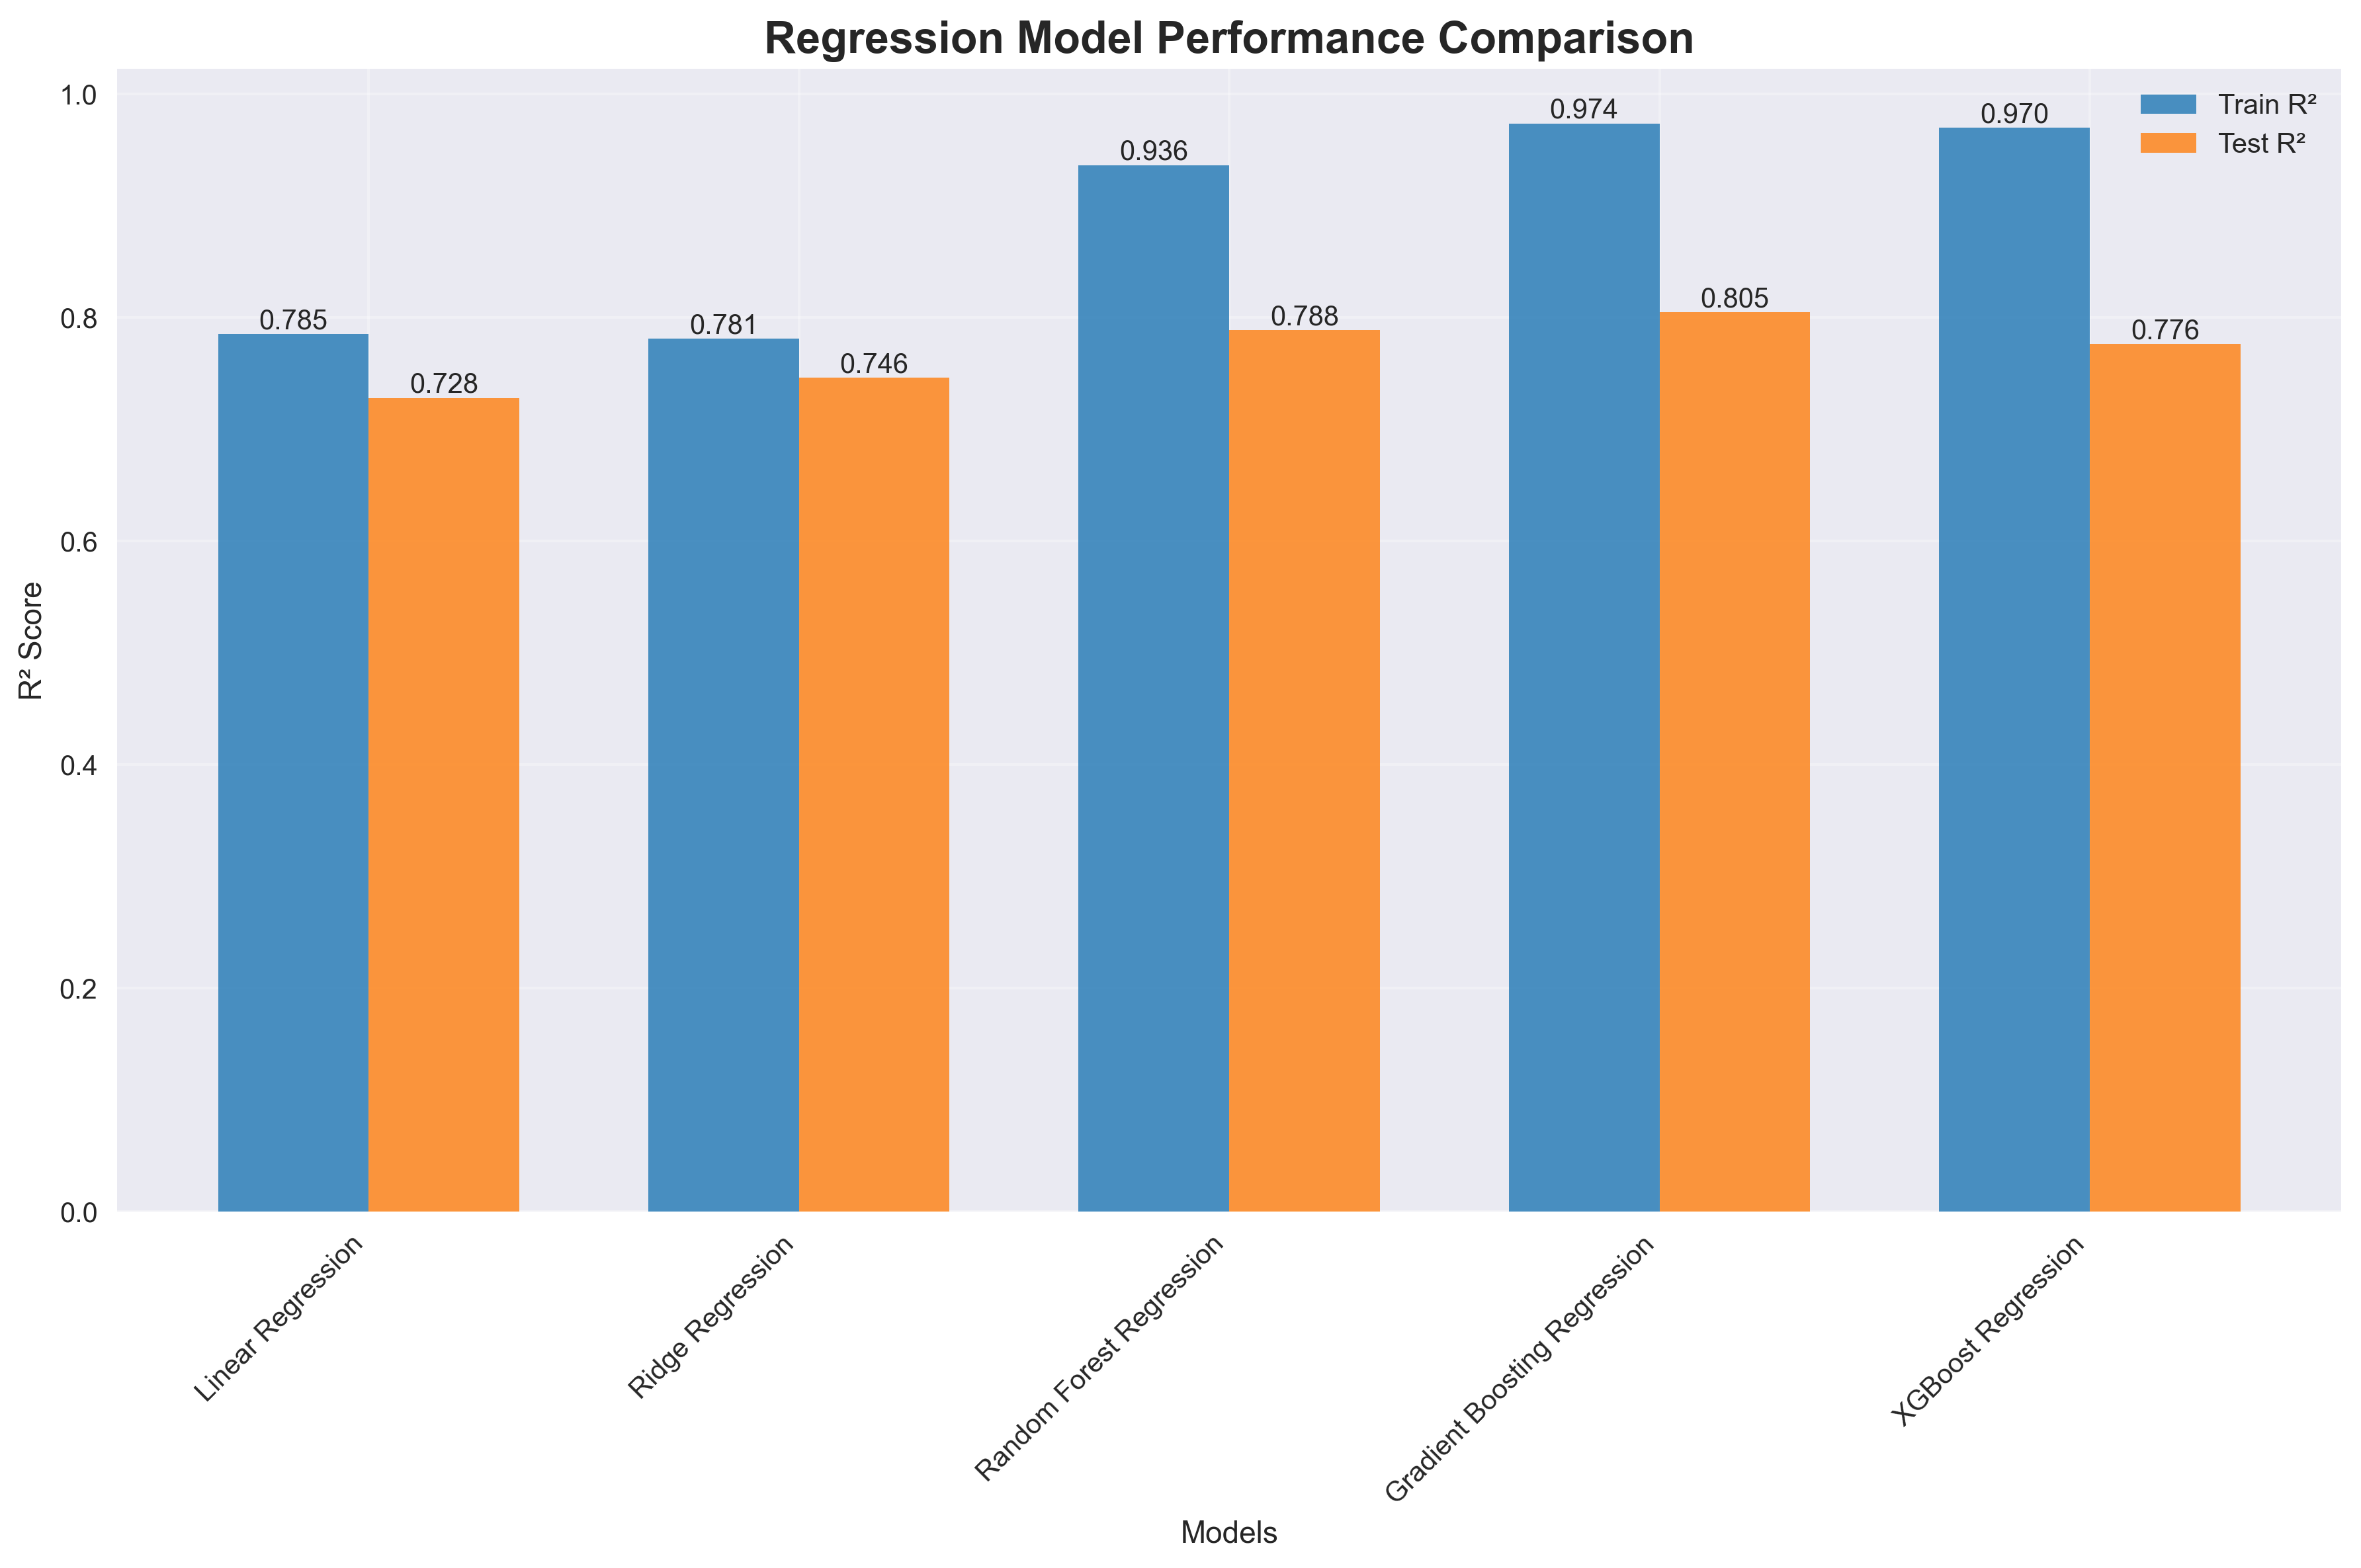 Regression Model Performance Comparison
Train R²
Test R²
R² Score
1.0
0.8
0.6
0.4
0.2
0.0
0.785
0.728
0.781
0.746
0.936
0.788
0.974
0.805
0.970
0.776
Linear Regression
Ridge Regression
Random Forest Regression
Gradient Boosting Regression
XGBoost Regression
Models